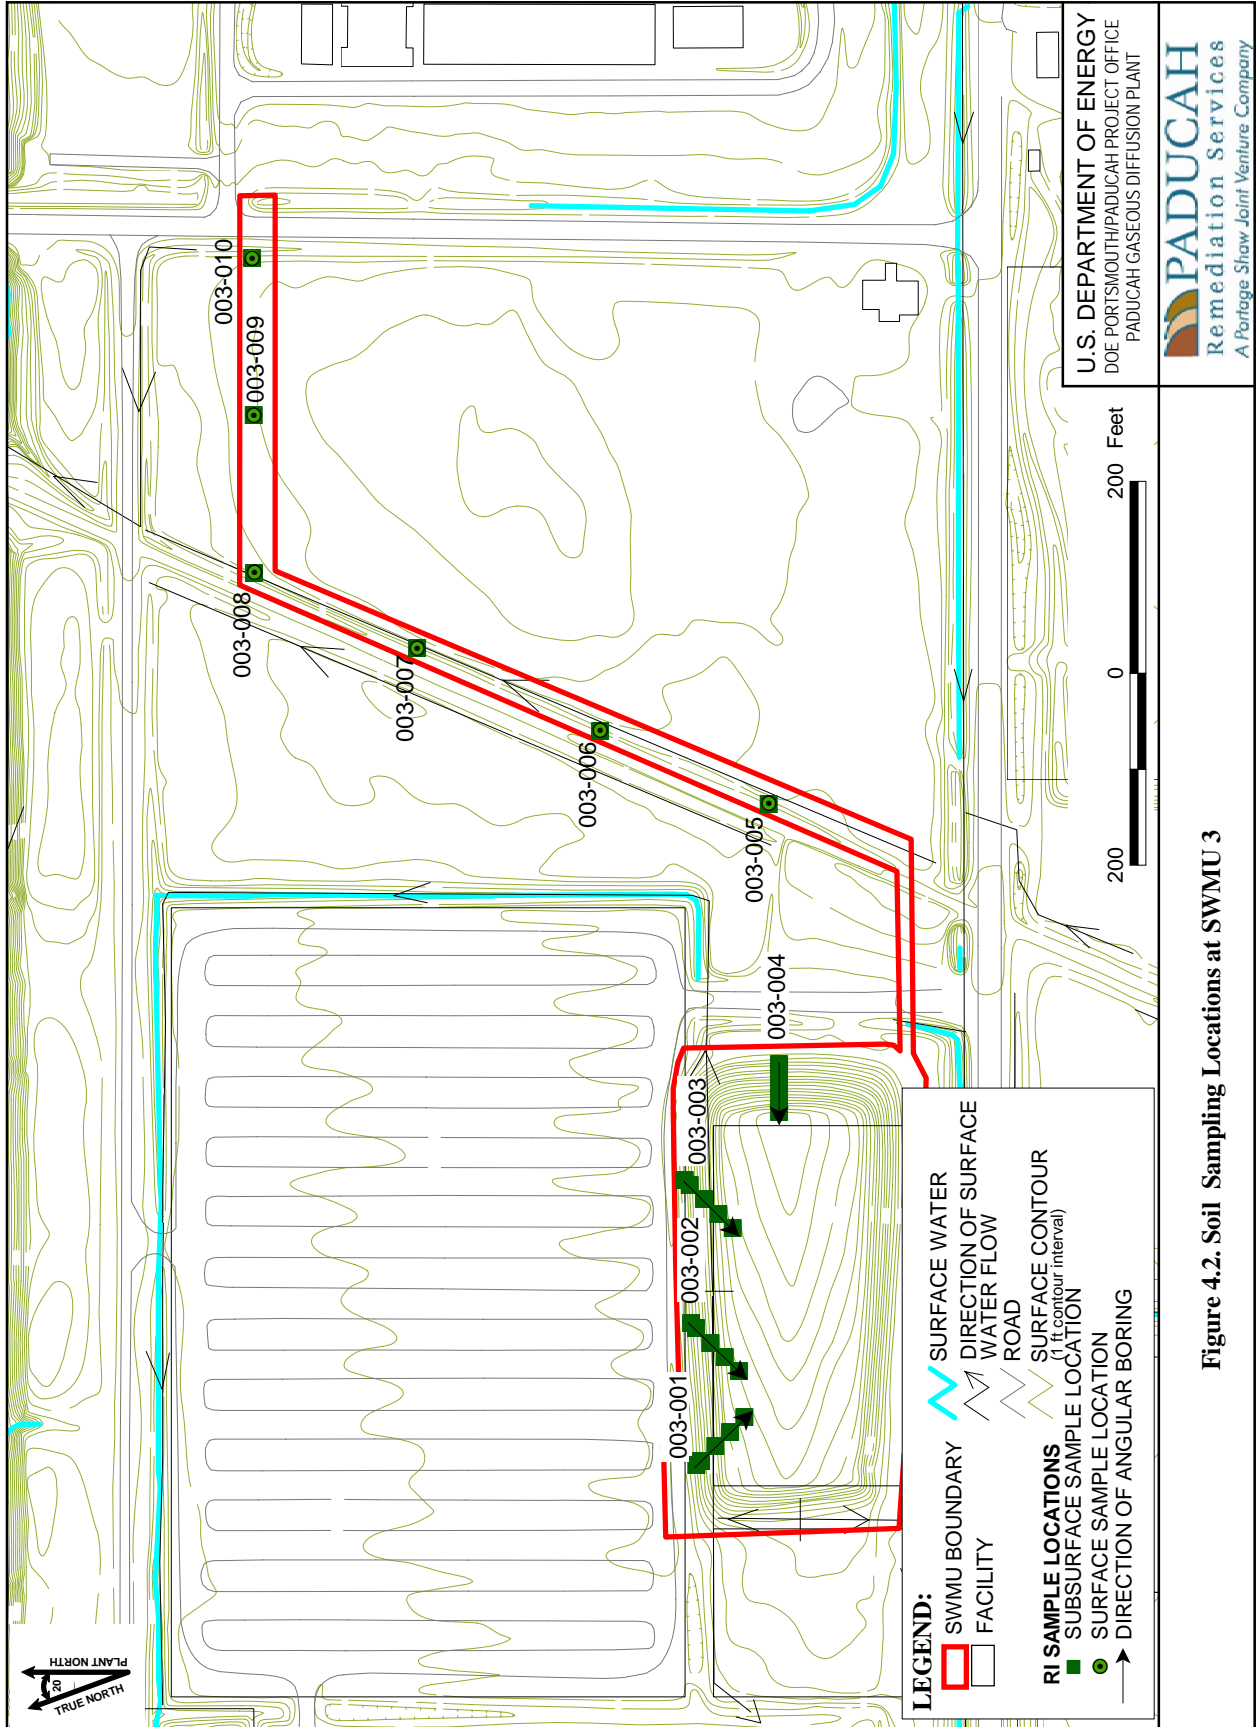 PLANT NORTH
20
TRUE NORTH
003-010
003-009
003-008
003-007
003-006
003-005
003-004
003-003
003-002
003-001
LEGEND:
SWMU BOUNDARY
FACILITY
RI SAMPLE LOCATIONS
SUBSURFACE SAMPLE LOCATION
SURFACE SAMPLE LOCATION
DIRECTION OF ANGULAR BORING
SURFACE WATER
DIRECTION OF SURFACE
WATER FLOW
ROAD
SURFACE CONTOUR
(1 ft contour interval)
200 0 200 Feet
U.S. DEPARTMENT OF ENERGY
DOE PORTSMOUTH/PADUCAH PROJECT OFFICE
PADUCAH GASEOUS DIFFUSION PLANT
PADUCAH
Remediation Services
A Portage Shaw Joint Venture Company
Figure 4.2. Soil Sampling Locations at SWMU 3